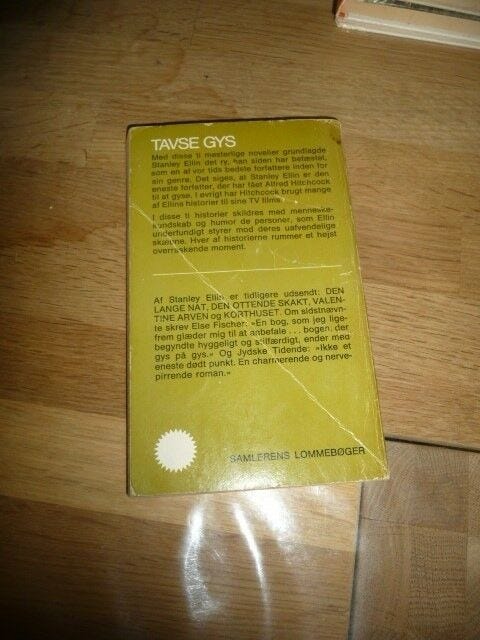 TAVSE GYS
Med disse ti mesterlige noveller grundlagde
Stanley Ellin det ry, han siden har befæstet,
som en af vor tids bedste forfattere inden for
sin genre. Det siges, at Stanley Ellin er den
eneste forfatter, der har fået Alfred Hitchcock
til at gyse. I øvrigt har Hitchcock brugt mange
af Ellins historier til sine TV films.
I disse ti historier skildres med menneske-
kundskab og humor de personer, som Ellin
underfundigt styrer mod deres uafvendelige
skæbne. Hver af historierne rummer et højst
overraskende moment.
Af Stanley Ellin er tidligere udsendt: DEN
LANGE NAT, DEN OTTENDE SKAKT, VALEN-
TINE ARVEN og KORTHUSET. Om sidstnævn-
te skrev Else Fischer: »En bog, som jeg lige-
frem glæder mig til at anbefale . . . bogen, der
begyndte hyggeligt og stilfærdigt, ender med
gys på gys.« Og Jydske Tidende: »Ikke et
eneste dødt punkt. En charmerende og nerve-
pirrende roman.«
SAMLERENS LOMMEBØGER